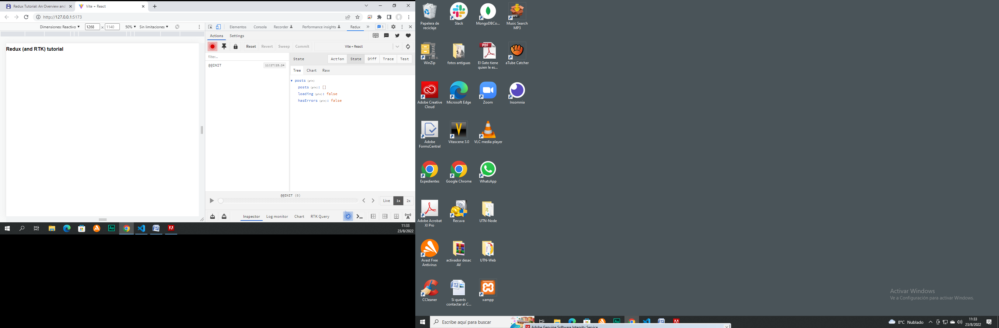 Redux Tutorial: An Overview and
Vite + React
http://127.0.0.1:5173
Dimensiones: Reactivo
1268 x 1140
50%
Sin limitaciones
Elementos
Consola
Recorder
Performance insights
Redux
1
Redux (and RTK) tutorial
Actions
Settings
Reset
Revert
Sweep
Commit
Vite + React
filter...
@@INIT
11:27:25.24
State
Action
State
Diff
Trace
Test
Tree
Chart
Raw
posts (pin)
posts (pin): []
loading (pin): false
hasErrors (pin): false
@@INIT (0)
Live
1x
2x
Inspector
Log monitor
Chart
RTK Query
Au
11:33
23/8/2022
Papelera de
reciclaje
Slack
MongoDBCo...
MP3
Music Search
MP3
WinZip
fotos antiguas
PDF
El Gato tiene
quien le es...
aTube Catcher
Adobe Creative
Cloud
Microsoft Edge
Zoom
Insomnia
Adobe
FormsCentral
Vitascene 3.0
VLC media player
Expedientes
Google Chrome
WhatsApp
Adobe Acrobat
XI Pro
Recuva
JS
UTN-Node
Avast Free
Antivirus
activador desac
AV
UTN-Web
CCleaner
Si querés
contactar al C...
xampp
Activar Windows
Ve a Configuración para activar Windows.
Escribe aquí para buscar
Au
Adobe Genuine Software Integrity Service
8°C Nublado
11:33
23/8/2022